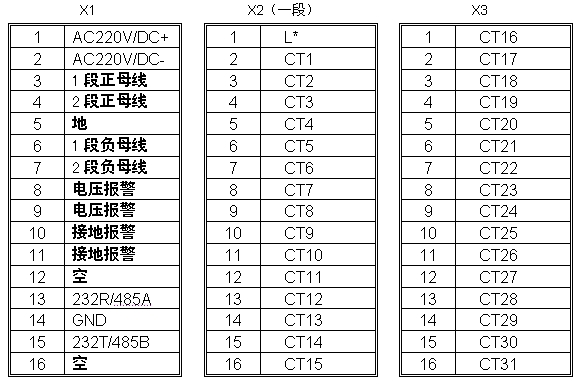 X1 X2（一段） X3
1 AC220V/DC+ 1 L* 1 CT16
2 AC220V/DC- 2 CT1 2 CT17
3 1段正母线 3 CT2 3 CT18
4 2段正母线 4 CT3 4 CT19
5 地 5 CT4 5 CT20
6 1段负母线 6 CT5 6 CT21
7 2段负母线 7 CT6 7 CT22
8 电压报警 8 CT7 8 CT23
9 电压报警 9 CT8 9 CT24
10 接地报警 10 CT9 10 CT25
11 接地报警 11 CT10 11 CT26
12 空 12 CT11 12 CT27
13 232R/485A 13 CT12 13 CT28
14 GND 14 CT13 14 CT29
15 232T/485B 15 CT14 15 CT30
16 空 16 CT15 16 CT31